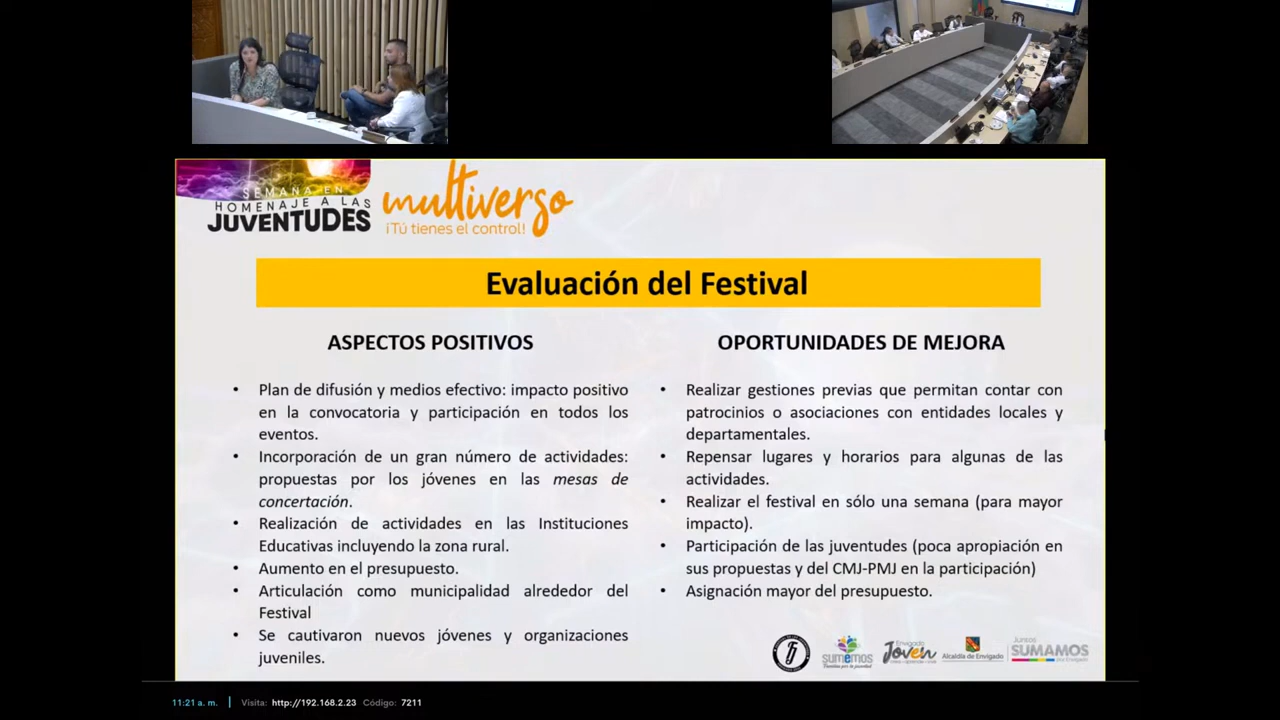 SEMANA EN
HOMENAJE A LAS
JUVENTUDES
multiverso
¡Tú tienes el control!
Evaluación del Festival
ASPECTOS POSITIVOS
• Plan de difusión y medios efectivo: impacto positivo
en la convocatoria y participación en todos los
eventos.
• Incorporación de un gran número de actividades:
propuestas por los jóvenes en las mesas de
concertación.
• Realización de actividades en las Instituciones
Educativas incluyendo la zona rural.
• Aumento en el presupuesto.
• Articulación como municipalidad alrededor del
Festival
• Se cautivaron nuevos jóvenes y organizaciones
juveniles.
OPORTUNIDADES DE MEJORA
• Realizar gestiones previas que permitan contar con
patrocinios o asociaciones con entidades locales y
departamentales.
• Repensar lugares y horarios para algunas de las
actividades.
• Realizar el festival en sólo una semana (para mayor
impacto).
• Participación de las juventudes (poca apropiación en
sus propuestas y del CMJ-PMJ en la participación)
• Asignación mayor del presupuesto.
sumemos
Envigado
Joven
Alcaldía de Envigado
Juntos
SUMAMOS
por Envigado
11:21 a. m. | Visita: http://192.168.2.23 Código: 7211